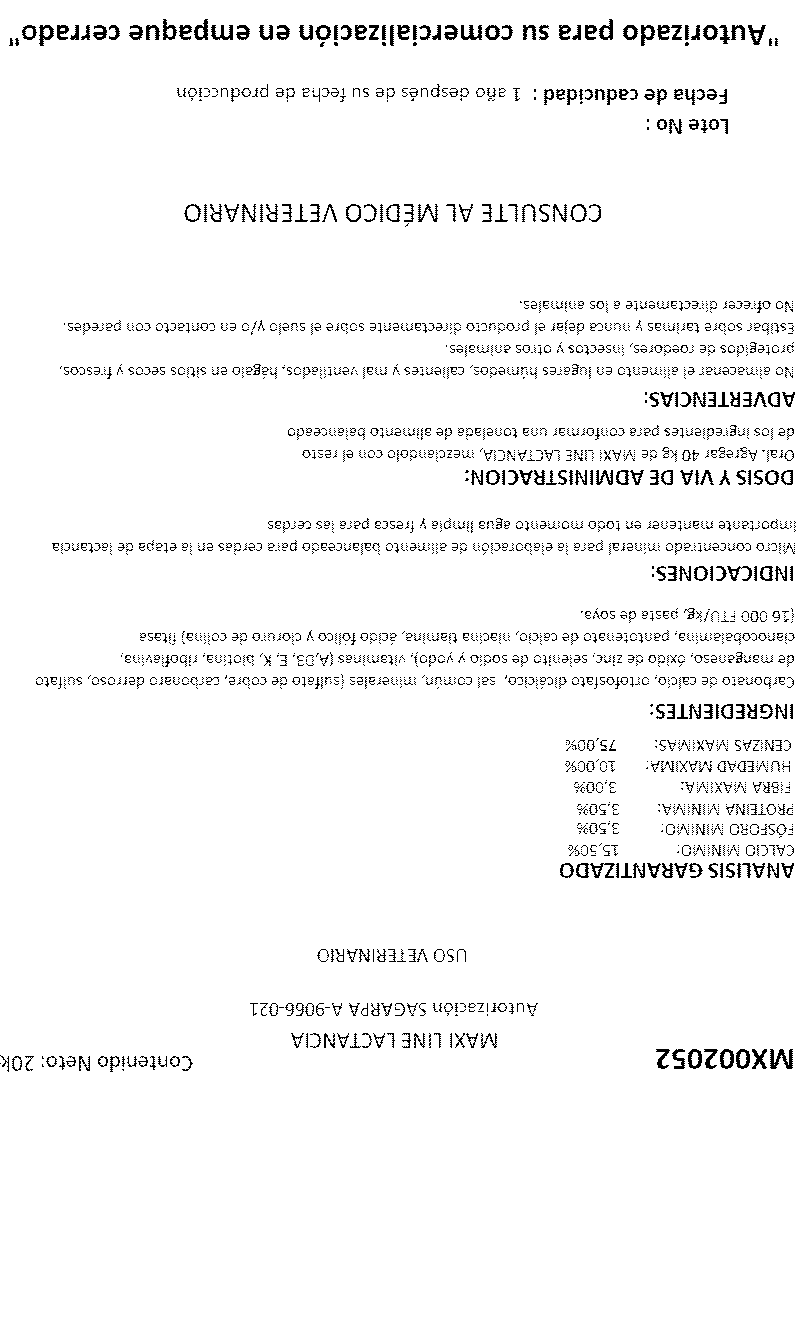 MX002052
Contenido Neto: 20k
MAXI LINE LACTANCIA
Autorización SAGARPA A-9066-021
USO VETERINARIO
ANALISIS GARANTIZADO
CALCIO MINIMO: 15,50%
FÓSFORO MINIMO: 3,50%
PROTEINA MINIMA: 3,50%
FIBRA MAXIMA: 3,00%
HUMEDAD MAXIMA: 10,00%
CENIZAS MAXIMAS: 75,00%
INGREDIENTES:
Carbonato de calcio, ortofosfato dicálcico, sal común, minerales (sulfato de cobre, carbonaro derroso, sulfato
de manganeso, óxido de zinc, selenito de sodio y yodo), vitaminas (A,D3, E, K, biotina, riboflavina,
cianocobalamina, pantotenato de calcio, niacina tiamina, ácido folico y cloruro de colina) fitasa
(16 000 FTU/kg, pasta de soya.
INDICACIONES:
Micro concentrado mineral para la elaboración de alimento balanceado para cerdas en la etapa de lactancia
Importante mantener en todo momento agua limpia y fresca para las cerdas
DOSIS Y VIA DE ADMINISTRACION:
Oral. Agregar 40 kg de MAXI LINE LACTANCIA, mezclandolo con el resto
de los ingredientes para conformar una tonelada de alimento balanceado
ADVERTENCIAS:
No almacenar el alimento en lugares húmedos, calientes y mal ventilados, hágalo en sitios secos y frescos,
protegidos de roedores, insectos y otros animales.
Estibar sobre tarimas y nunca dejar el producto directamente sobre el suelo y/o en contacto con paredes.
No ofrecer directamente a los animales.
CONSULTE AL MÉDICO VETERINARIO
Lote No :
Fecha de caducidad : 1 año después de su fecha de producción
"Autorizado para su comercialización en empaque cerrado"